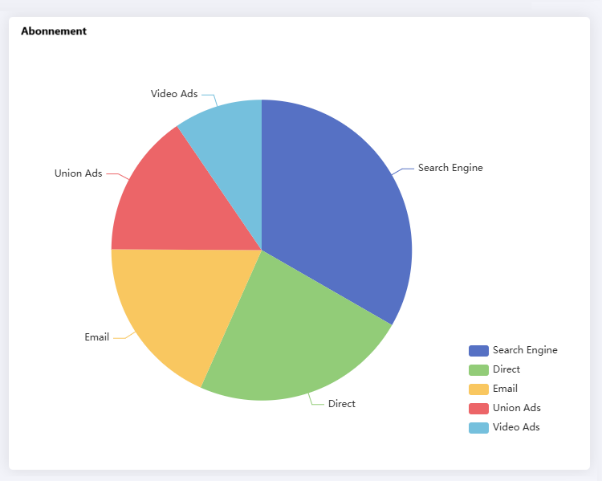 Abonnement
Video Ads
Search Engine
Union Ads
Email
Direct
Search Engine
Direct
Email
Union Ads
Video Ads